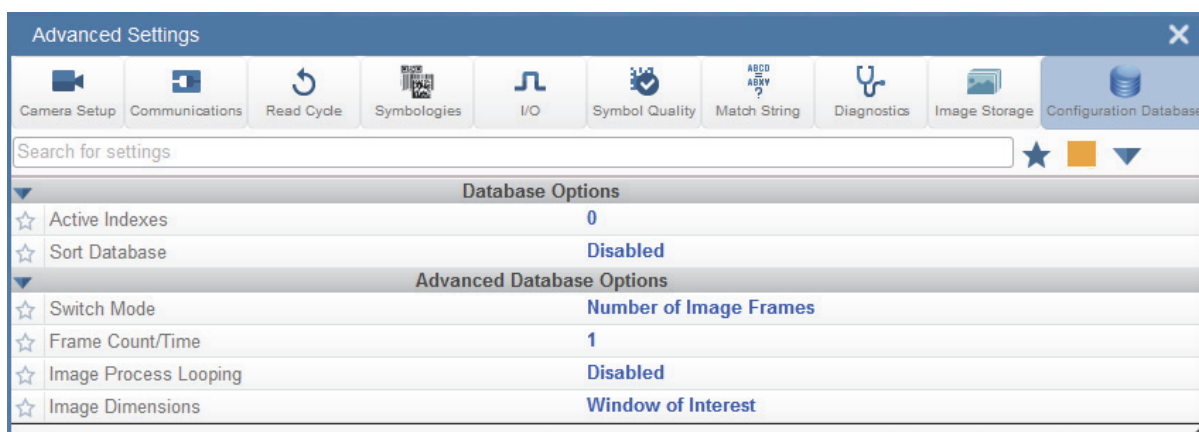 Advanced Settings
ABCD
ABXY
?
Camera Setup Communications Read Cycle Symbologies I/O Symbol Quality Match String Diagnostics Image Storage Configuration Database
Search for settings
Database Options
Active Indexes 0
Sort Database Disabled
Advanced Database Options
Switch Mode Number of Image Frames
Frame Count/Time 1
Image Process Looping Disabled
Image Dimensions Window of Interest